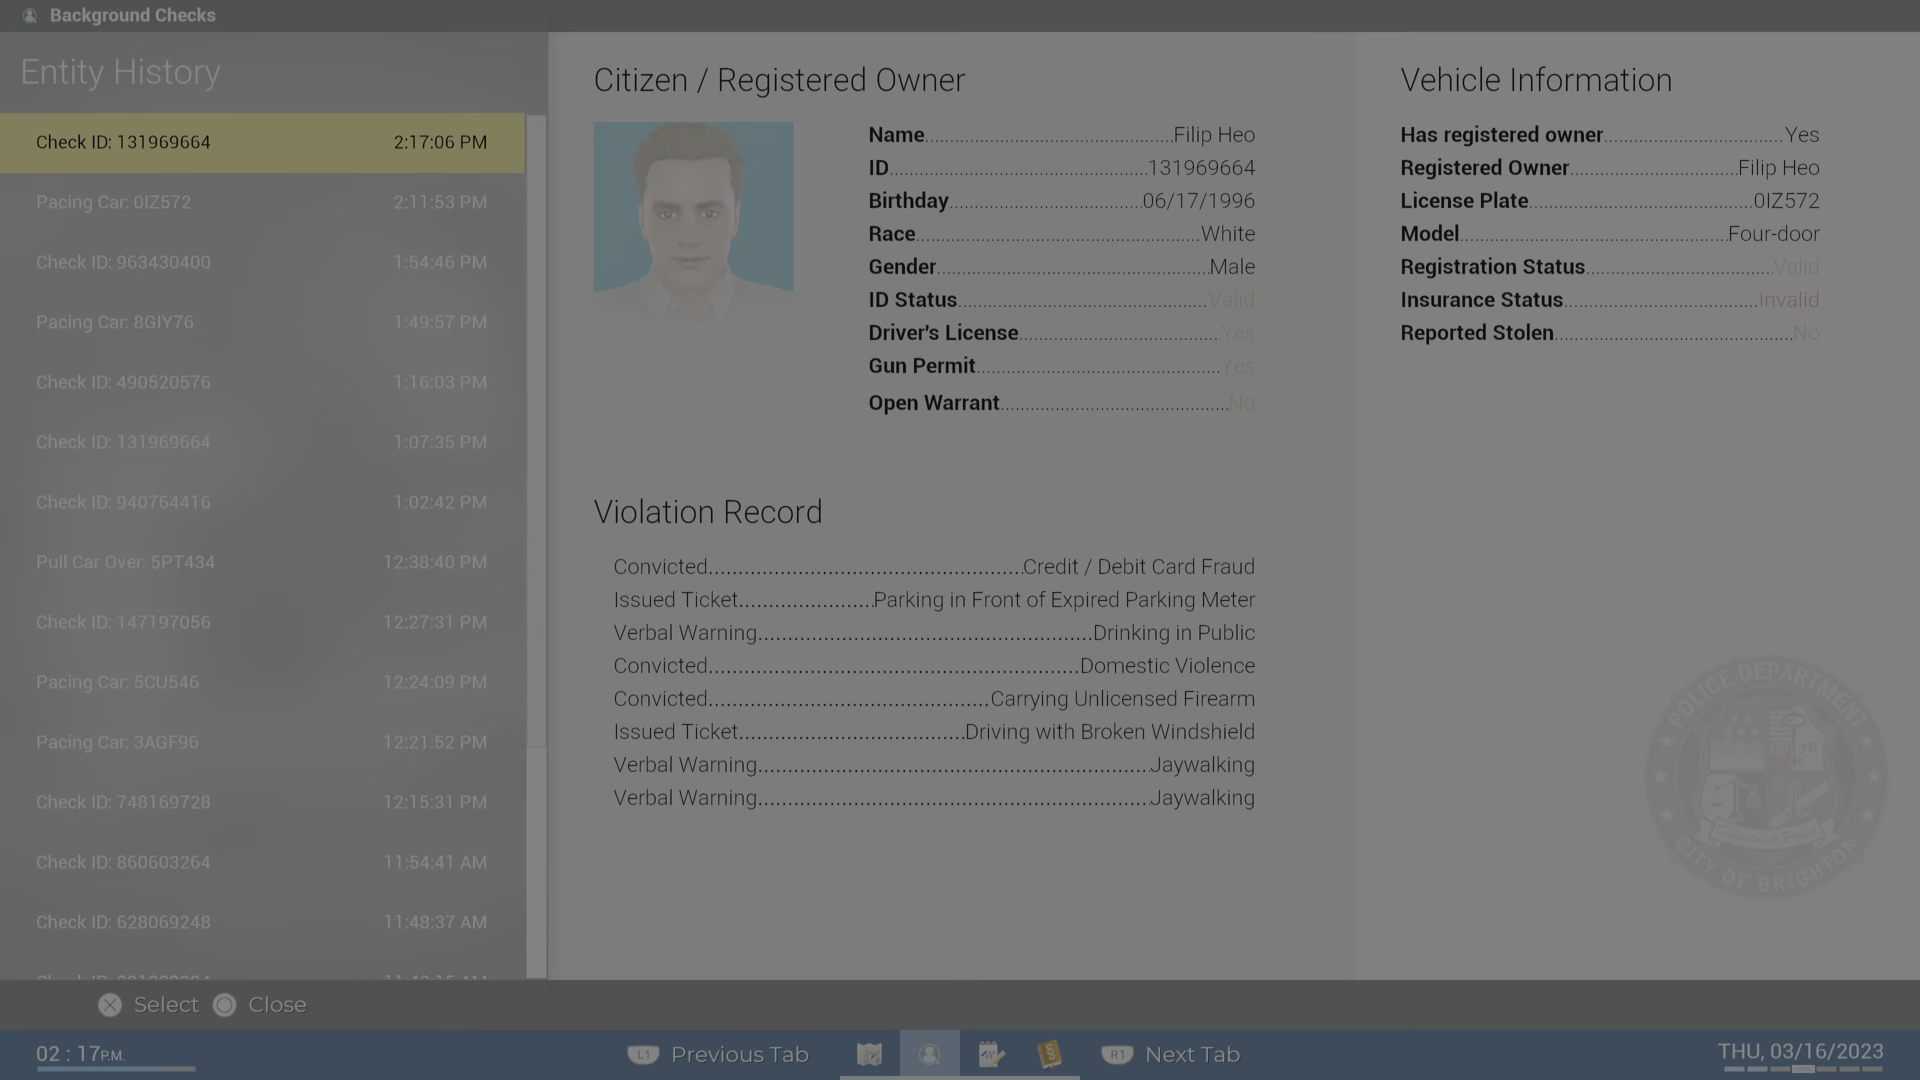 Background Checks
Entity History
Check ID: 131969664 2:17:06 PM
Pacing Car: 0IZ572 2:11:53 PM
Check ID: 963430400 1:54:46 PM
Pacing Car: 8GIY76 1:49:57 PM
Check ID: 490520576 1:16:03 PM
Check ID: 131969664 1:07:35 PM
Check ID: 940764416 1:02:42 PM
Pull Car Over: 5PT434 12:38:40 PM
Check ID: 147197056 12:27:31 PM
Pacing Car: 5CU546 12:24:09 PM
Pacing Car: 3AGF96 12:21:52 PM
Check ID: 748169728 12:15:31 PM
Check ID: 860603264 11:54:41 AM
Check ID: 628069248 11:48:37 AM
Citizen / Registered Owner
Name Filip Heo
ID 131969664
Birthday 06/17/1996
Race White
Gender Male
ID Status Valid
Driver's License Yes
Gun Permit Yes
Open Warrant No
Violation Record
Convicted Credit / Debit Card Fraud
Issued Ticket Parking in Front of Expired Parking Meter
Verbal Warning Drinking in Public
Convicted Domestic Violence
Convicted Carrying Unlicensed Firearm
Issued Ticket Driving with Broken Windshield
Verbal Warning Jaywalking
Verbal Warning Jaywalking
Vehicle Information
Has registered owner Yes
Registered Owner Filip Heo
License Plate 0IZ572
Model Four-door
Registration Status Valid
Insurance Status Invalid
Reported Stolen No
POLICE DEPARTMENT
76
CITY OF BRIGHTON
Select Close
02 : 17 P.M.
L1 Previous Tab
R1 Next Tab
THU, 03/16/2023